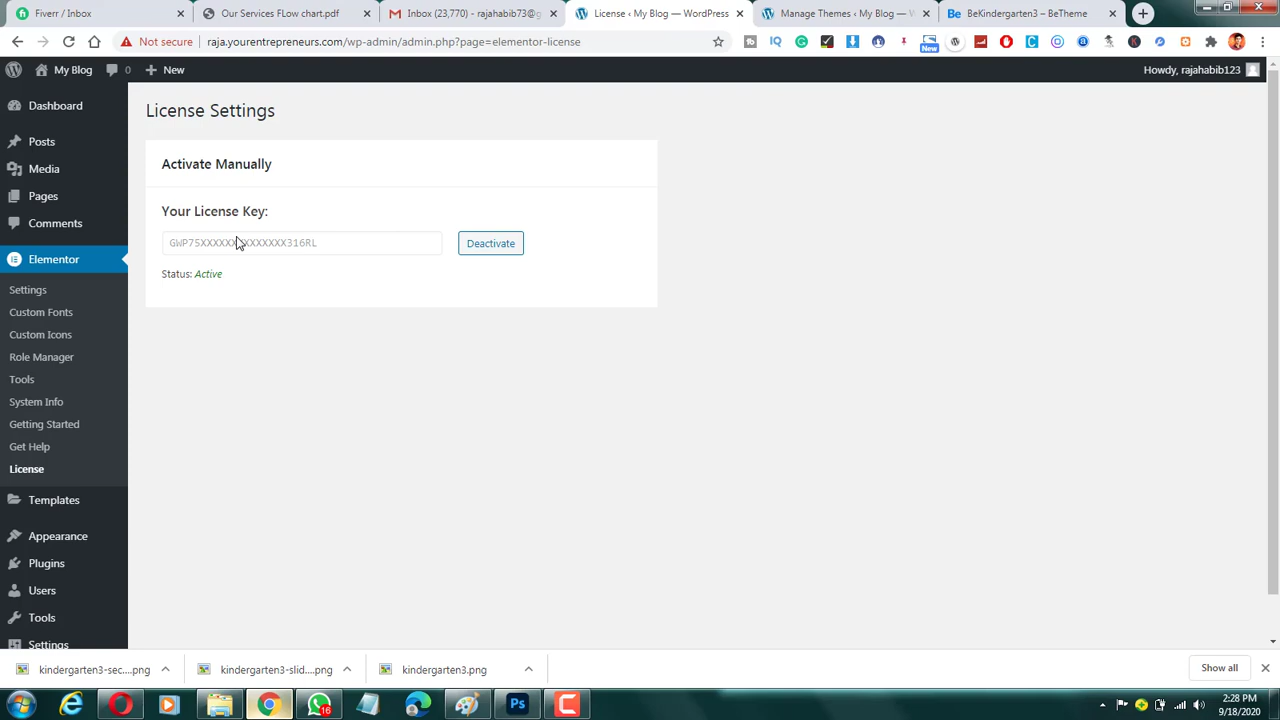 Fiverr / Inbox
Our Services FLow chart.pdf
Inbox (23,770) - rajahabib73@
License ‹ My Blog — WordPress
Manage Themes ‹ My Blog — W
BeKindergarten3 – BeTheme
Not secure
raja.yourentrepreneurs.com/wp-admin/admin.php?page=elementor-license
My Blog
0
New
Howdy, rajahabib123
Dashboard
Posts
Media
Pages
Comments
Elementor
Settings
Custom Fonts
Custom Icons
Role Manager
Tools
System Info
Getting Started
Get Help
License
Templates
Appearance
Plugins
Users
Tools
Settings
License Settings
Activate Manually
Your License Key:
Deactivate
Status: Active
kindergarten3-sec....png
kindergarten3-slid....png
kindergarten3.png
Show all
16
2:28 PM
9/18/2020